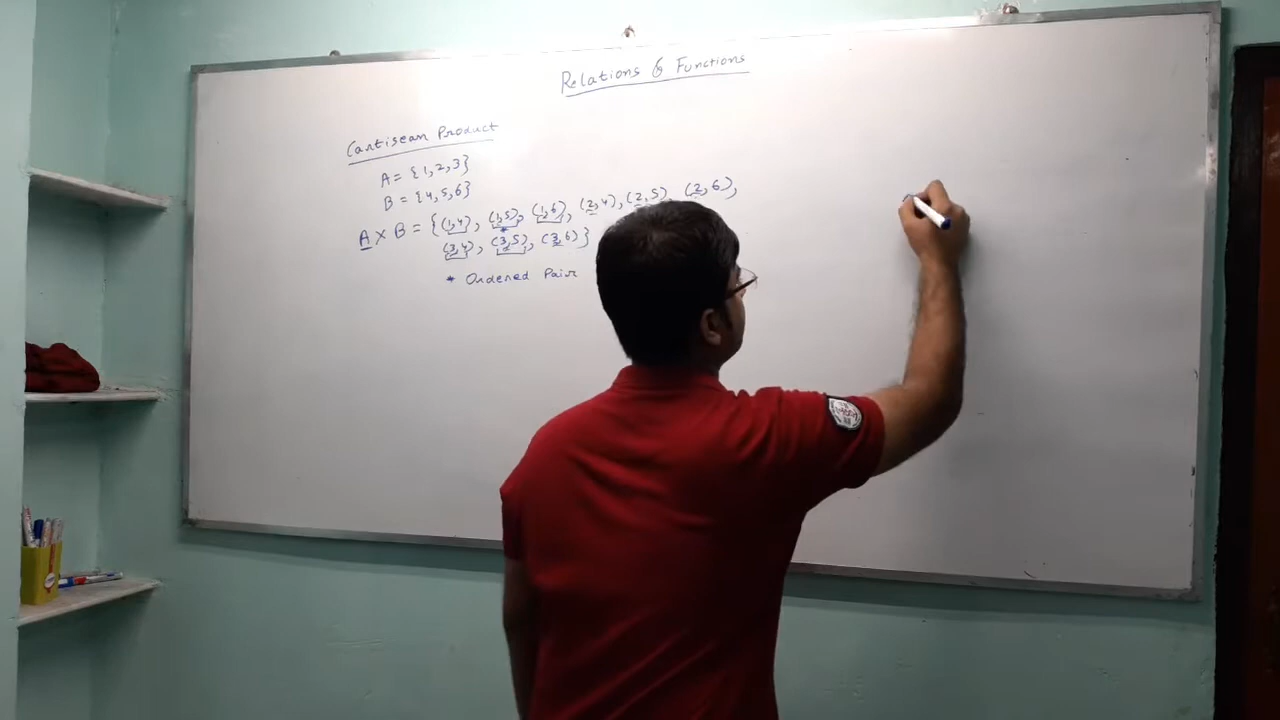 Relations & Functions
Cartisean Product
A = {1,2,3}
B = {4,5,6}
A × B = {(1,4), (1,5), (1,6), (2,4), (2,5), (2,6),
(3,4), (3,5), (3,6)}
* Ordered Pair